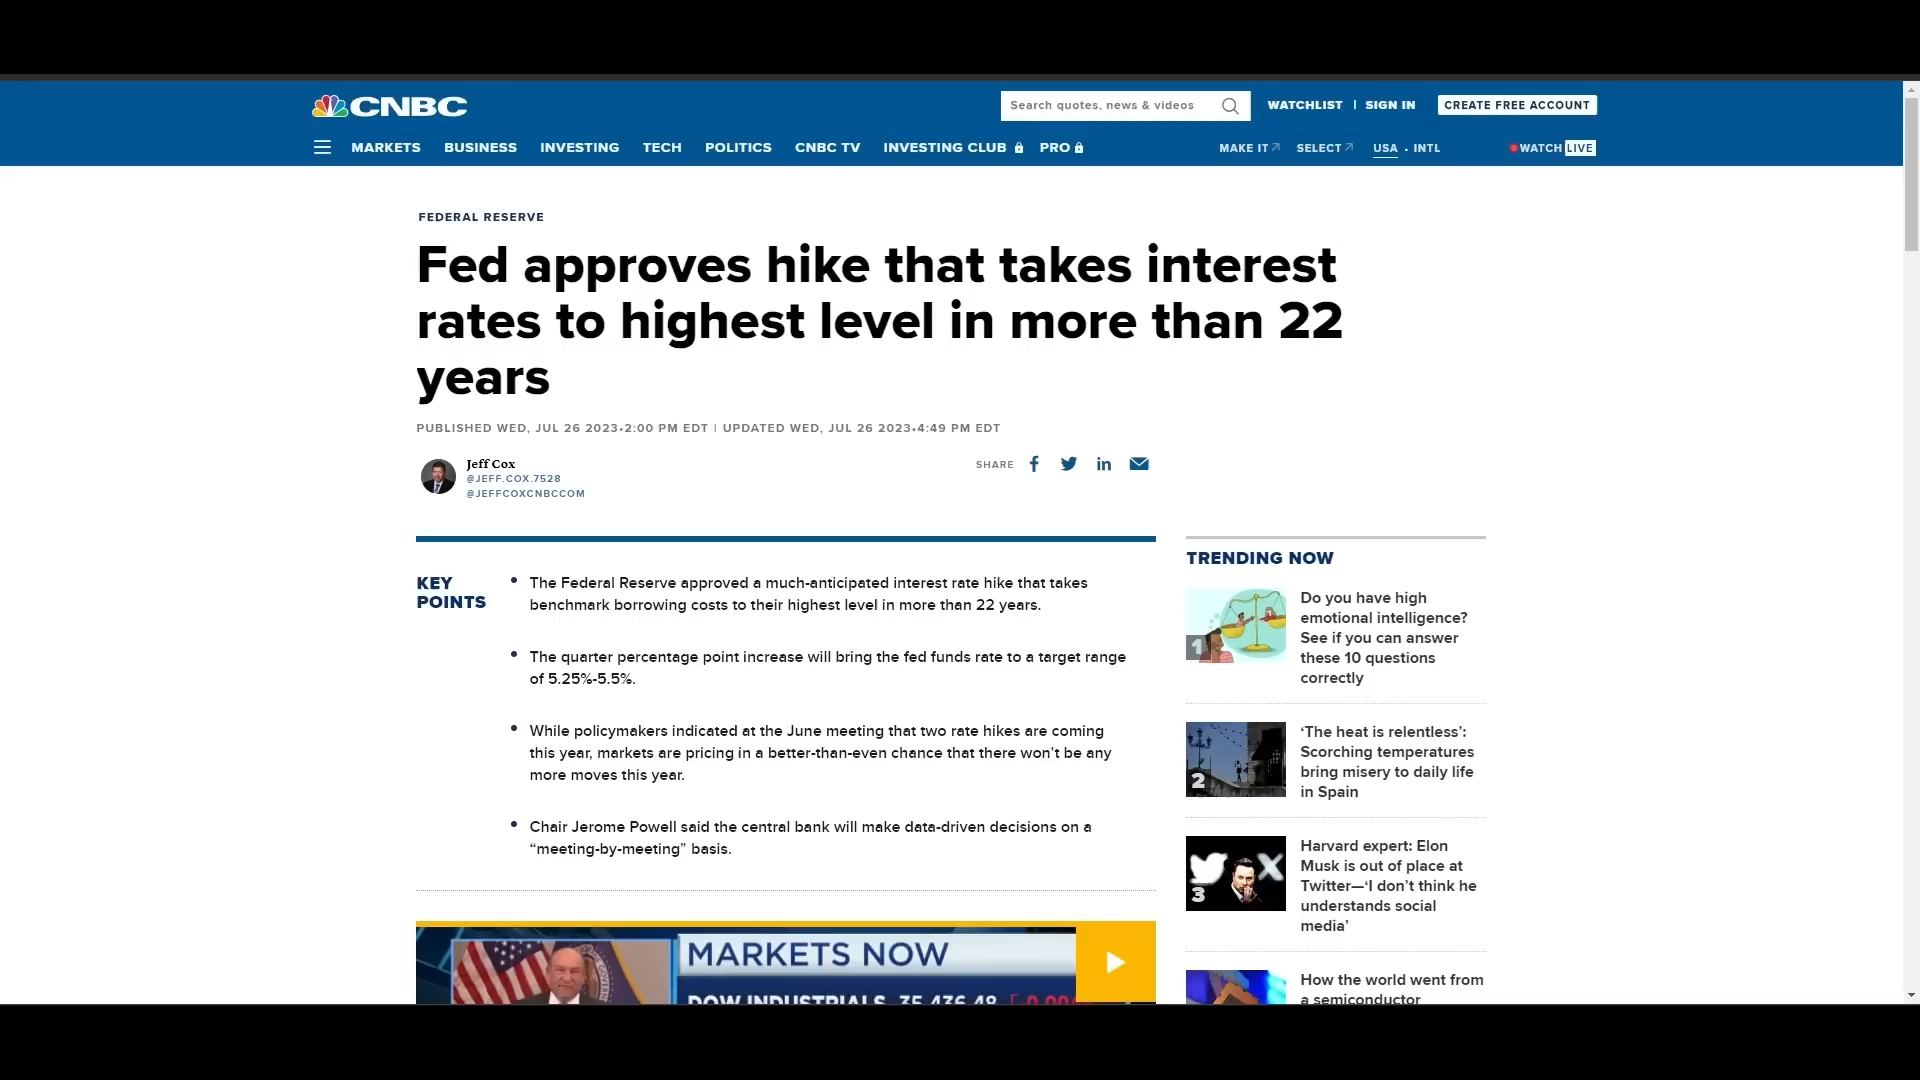 CNBC
Search quotes, news & videos
WATCHLIST | SIGN IN
CREATE FREE ACCOUNT
MARKETS BUSINESS INVESTING TECH POLITICS CNBC TV INVESTING CLUB PRO
MAKE IT SELECT USA • INTL
WATCH LIVE
FEDERAL RESERVE
Fed approves hike that takes interest
rates to highest level in more than 22
years
PUBLISHED WED, JUL 26 2023•2:00 PM EDT | UPDATED WED, JUL 26 2023•4:49 PM EDT
Jeff Cox
@JEFF.COX.7528
@JEFFCOXCNBCCOM
SHARE
KEY
POINTS
The Federal Reserve approved a much-anticipated interest rate hike that takes
benchmark borrowing costs to their highest level in more than 22 years.
The quarter percentage point increase will bring the fed funds rate to a target range
of 5.25%-5.5%.
While policymakers indicated at the June meeting that two rate hikes are coming
this year, markets are pricing in a better-than-even chance that there won’t be any
more moves this year.
Chair Jerome Powell said the central bank will make data-driven decisions on a
“meeting-by-meeting” basis.
MARKETS NOW
DOW INDUSTRIALS 35,436.48
TRENDING NOW
1
Do you have high
emotional intelligence?
See if you can answer
these 10 questions
correctly
2
‘The heat is relentless’:
Scorching temperatures
bring misery to daily life
in Spain
3
Harvard expert: Elon
Musk is out of place at
Twitter—‘I don’t think he
understands social
media’
How the world went from
a semiconductor